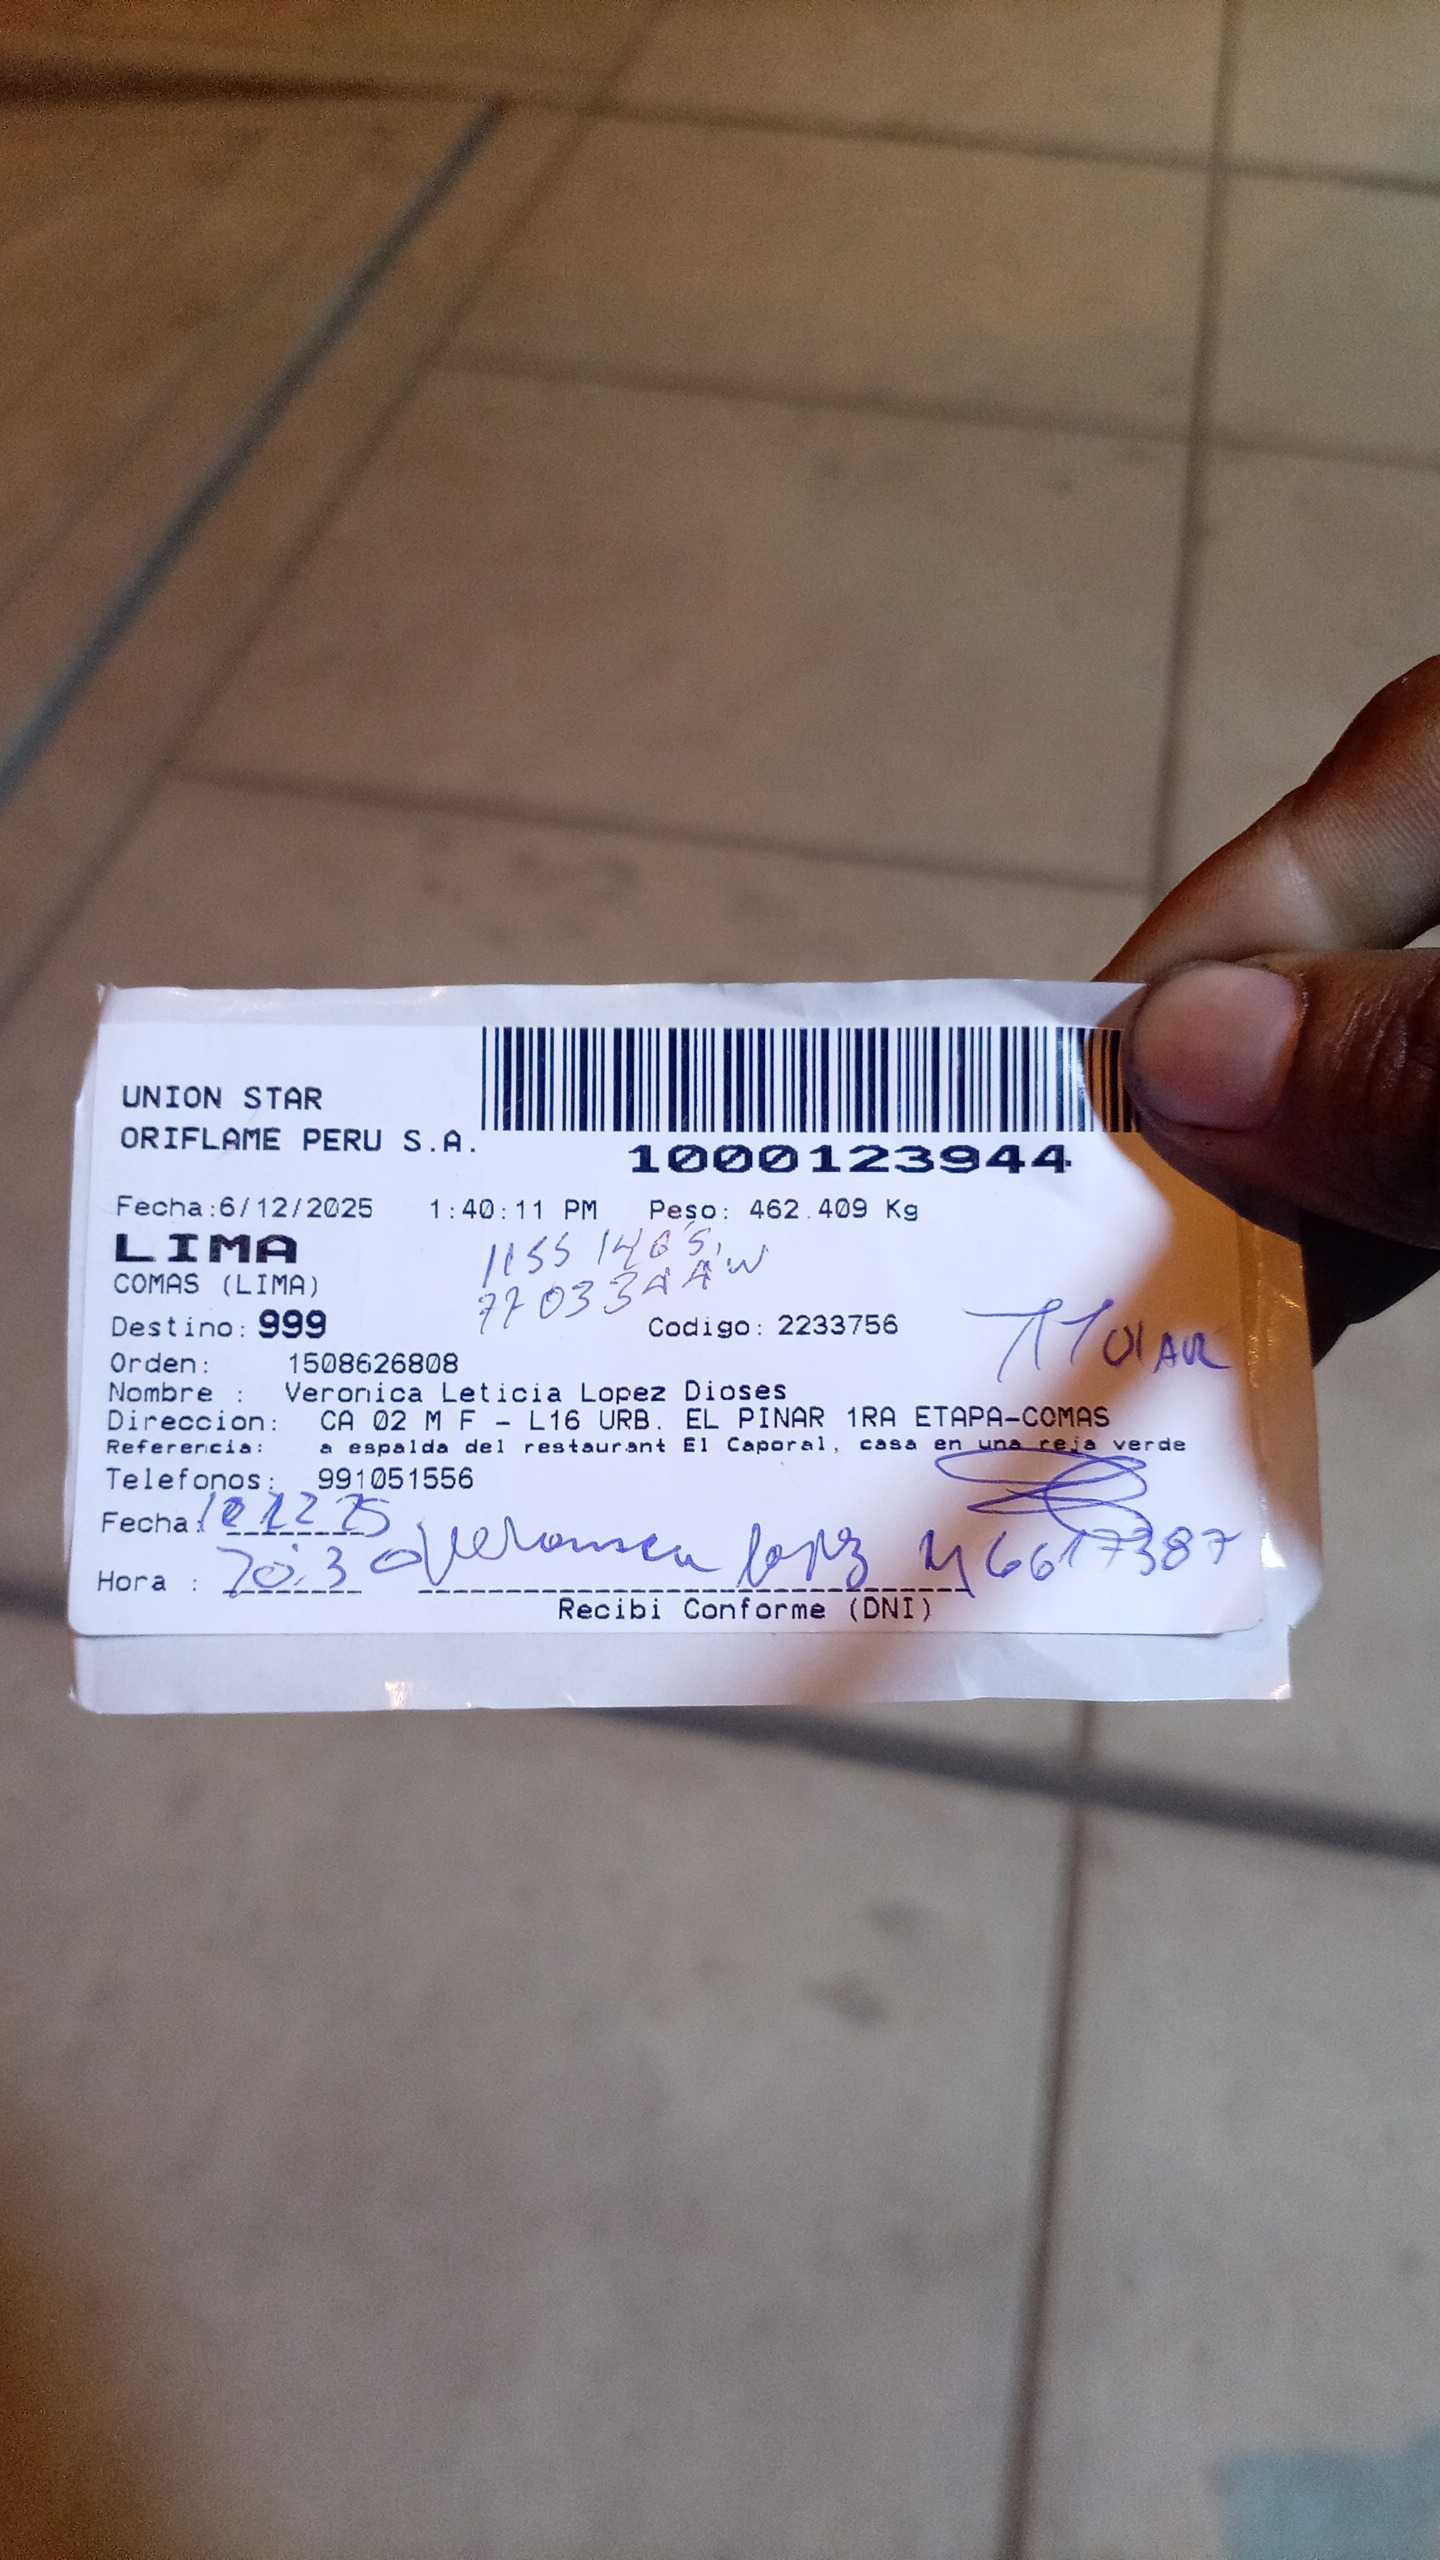 UNION STAR
ORIFLAME PERU S.A.
1000123944
Fecha:6/12/2025 1:40:11 PM Peso: 462.409 Kg
LIMA
COMAS (LIMA)
Destino: 999 Codigo: 2233756
TITULAR
Orden: 1508626808
Nombre : Veronica Leticia Lopez Dioses
Direccion: CA 02 M F - L16 URB. EL PINAR 1RA ETAPA-COMAS
Referencia: a espalda del restaurant El Caporal, casa en una reja verde
Telefonos: 991051556
Fecha:
Hora : Lopez
Recibi Conforme (DNI)